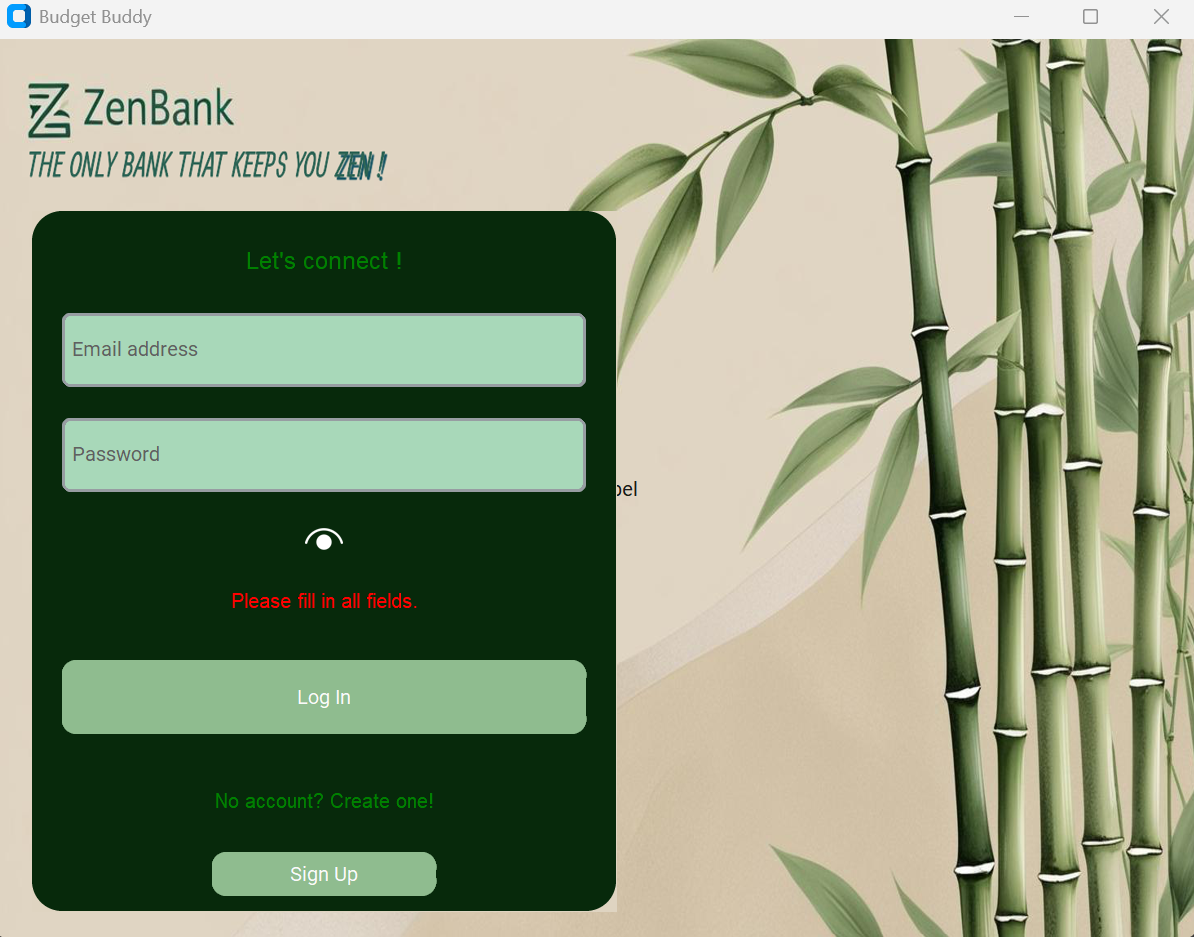 Budget Buddy
ZenBank
THE ONLY BANK THAT KEEPS YOU ZEN !
Let's connect !
Email address
Password
Please fill in all fields.
Log In
No account? Create one!
Sign Up